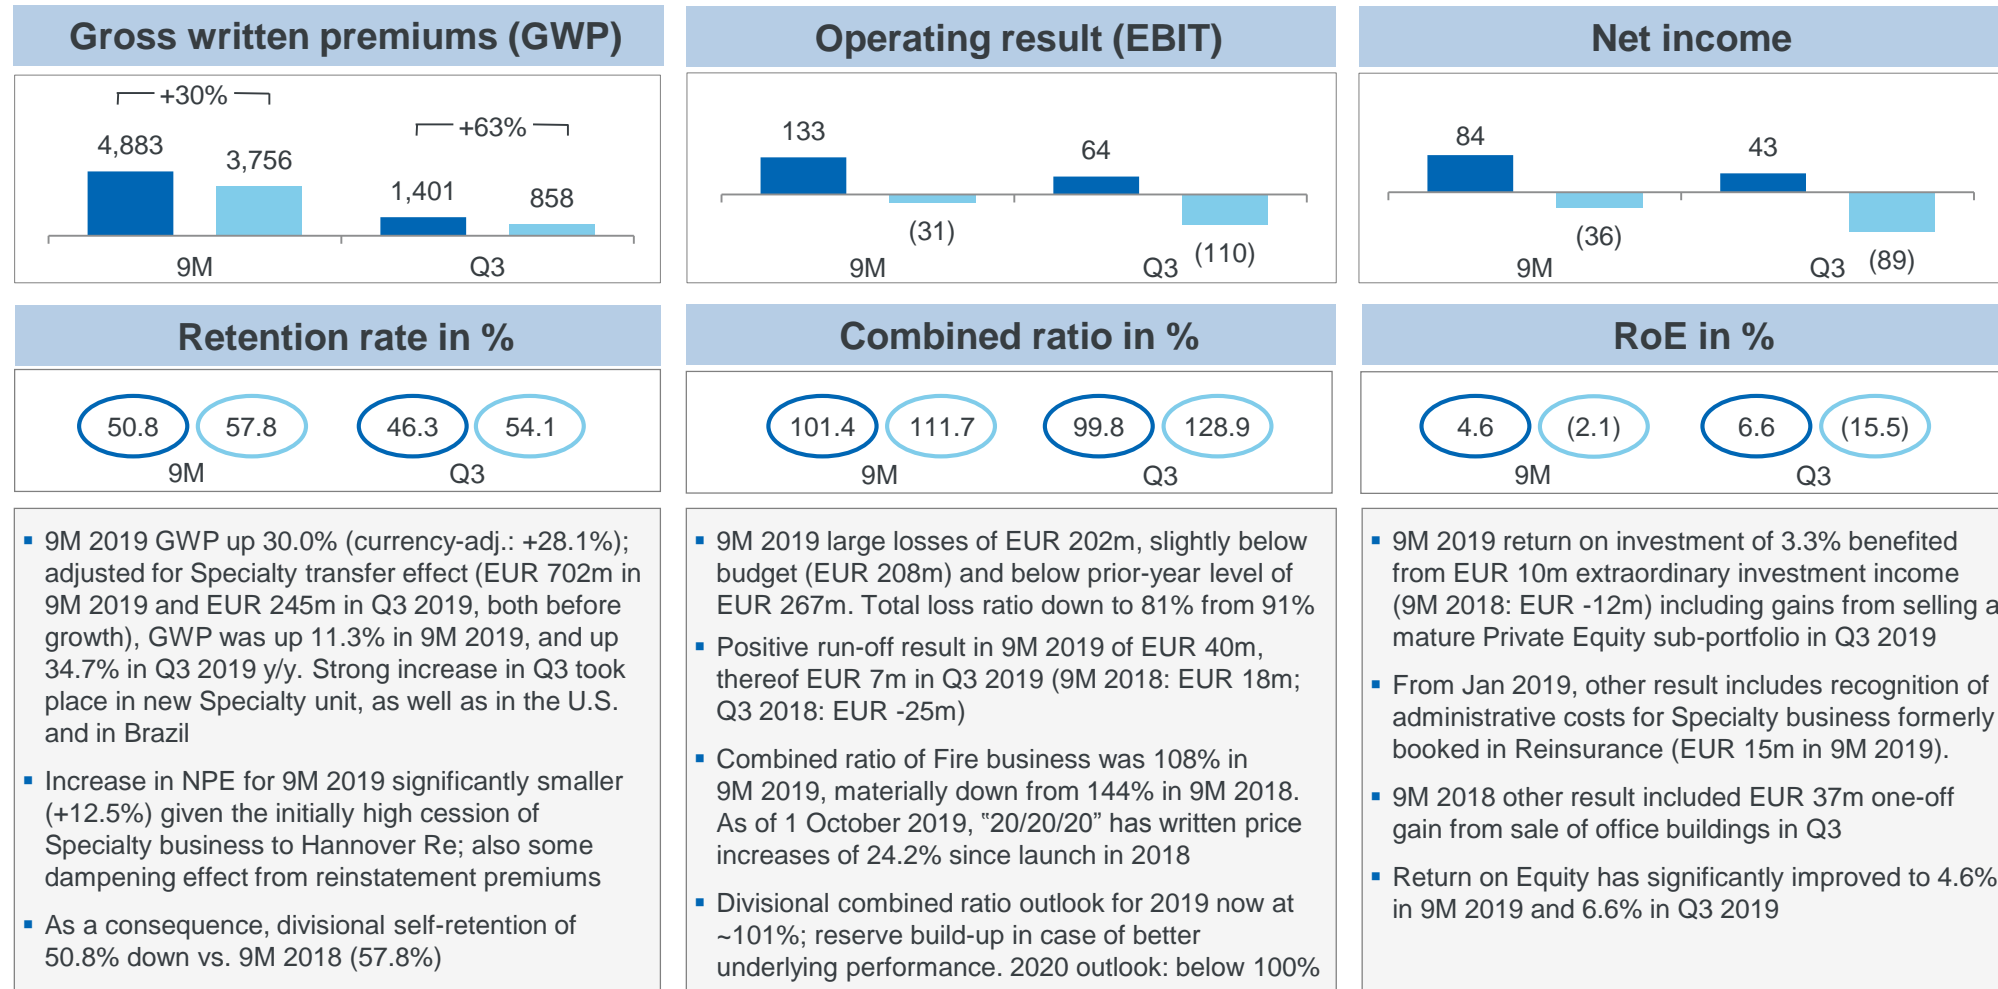 Gross written premiums (GWP)
+30%
+63%
4,883
3,756
1,401
858
9M
Q3
Operating result (EBIT)
133
64
(31)
(110)
9M
Q3
Net income
84
43
(36)
(89)
9M
Q3
Retention rate in %
50.8
57.8
46.3
54.1
9M
Q3
Combined ratio in %
101.4
111.7
99.8
128.9
9M
Q3
RoE in %
4.6
(2.1)
6.6
(15.5)
9M
Q3
▪ 9M 2019 GWP up 30.0% (currency-adj.: +28.1%);
adjusted for Specialty transfer effect (EUR 702m in
9M 2019 and EUR 245m in Q3 2019, both before
growth), GWP was up 11.3% in 9M 2019, and up
34.7% in Q3 2019 y/y. Strong increase in Q3 took
place in new Specialty unit, as well as in the U.S.
and in Brazil
▪ Increase in NPE for 9M 2019 significantly smaller
(+12.5%) given the initially high cession of
Specialty business to Hannover Re; also some
dampening effect from reinstatement premiums
▪ As a consequence, divisional self-retention of
50.8% down vs. 9M 2018 (57.8%)
▪ 9M 2019 large losses of EUR 202m, slightly below
budget (EUR 208m) and below prior-year level of
EUR 267m. Total loss ratio down to 81% from 91%
▪ Positive run-off result in 9M 2019 of EUR 40m,
thereof EUR 7m in Q3 2019 (9M 2018: EUR 18m;
Q3 2018: EUR -25m)
▪ Combined ratio of Fire business was 108% in
9M 2019, materially down from 144% in 9M 2018.
As of 1 October 2019, "20/20/20” has written price
increases of 24.2% since launch in 2018
▪ Divisional combined ratio outlook for 2019 now at
~101%; reserve build-up in case of better
underlying performance. 2020 outlook: below 100%
▪ 9M 2019 return on investment of 3.3% benefited
from EUR 10m extraordinary investment income
(9M 2018: EUR -12m) including gains from selling a
mature Private Equity sub-portfolio in Q3 2019
▪ From Jan 2019, other result includes recognition of
administrative costs for Specialty business formerly
booked in Reinsurance (EUR 15m in 9M 2019).
▪ 9M 2018 other result included EUR 37m one-off
gain from sale of office buildings in Q3
▪ Return on Equity has significantly improved to 4.6%
in 9M 2019 and 6.6% in Q3 2019